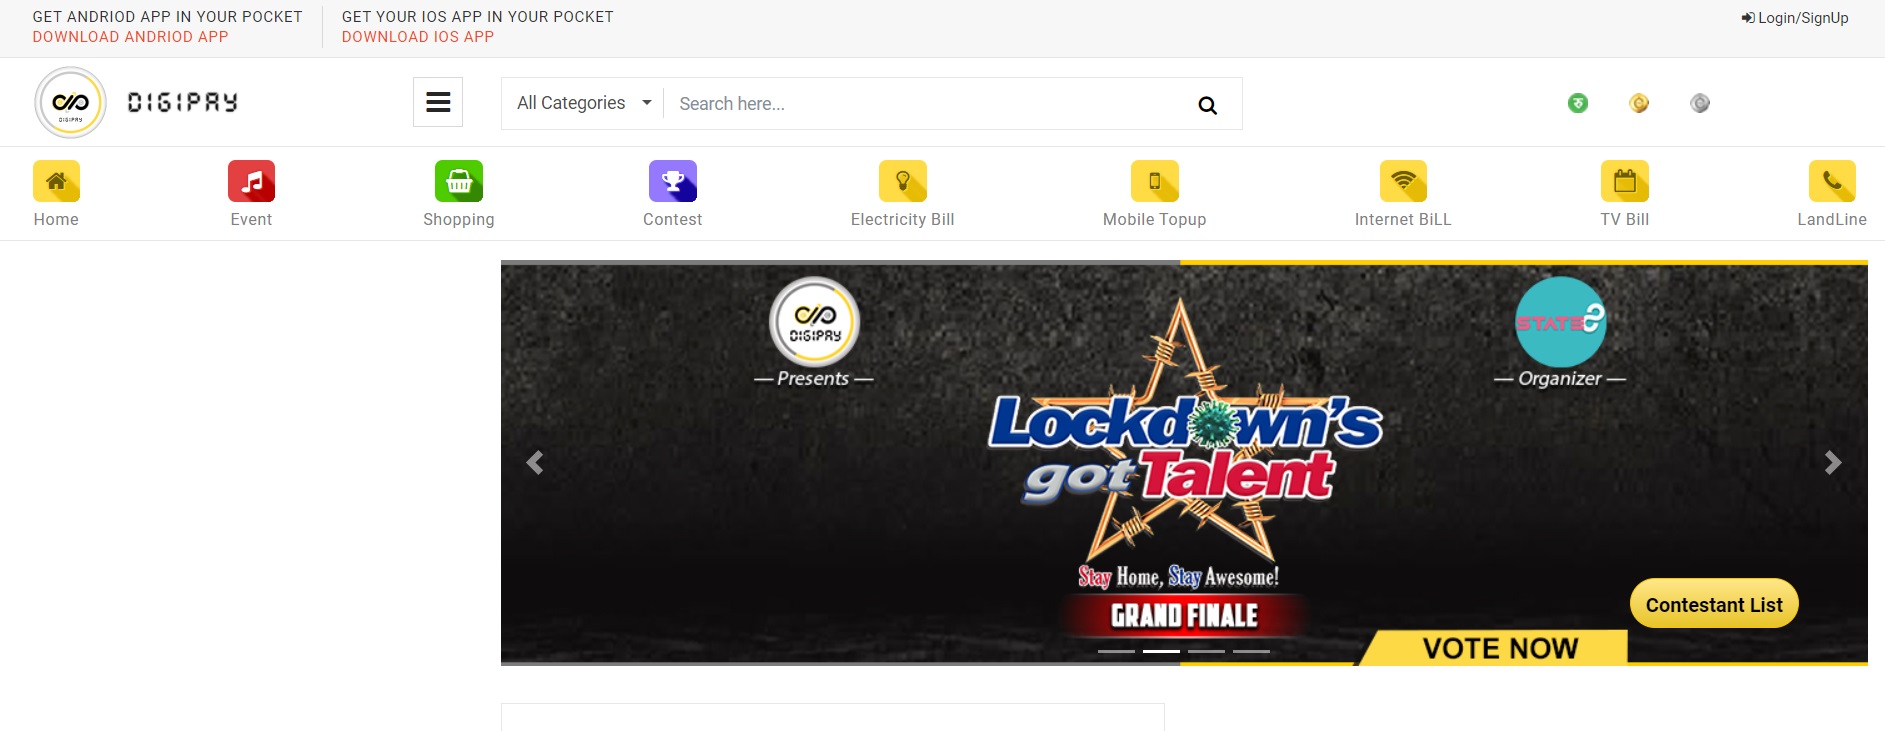 GET ANDRIOD APP IN YOUR POCKET
DOWNLOAD ANDRIOD APP
GET YOUR IOS APP IN YOUR POCKET
DOWNLOAD IOS APP
Login/SignUp
DIGIPAY
DIGIPAY
All Categories
Search here...
रु
Home
Event
Shopping
Contest
Electricity Bill
Mobile Topup
Internet BiLL
TV Bill
LandLine
DIGIPAY
— Presents —
STATE8
— Organizer —
Lockdown's
got Talent
Stay Home, Stay Awesome!
GRAND FINALE
Contestant List
VOTE NOW